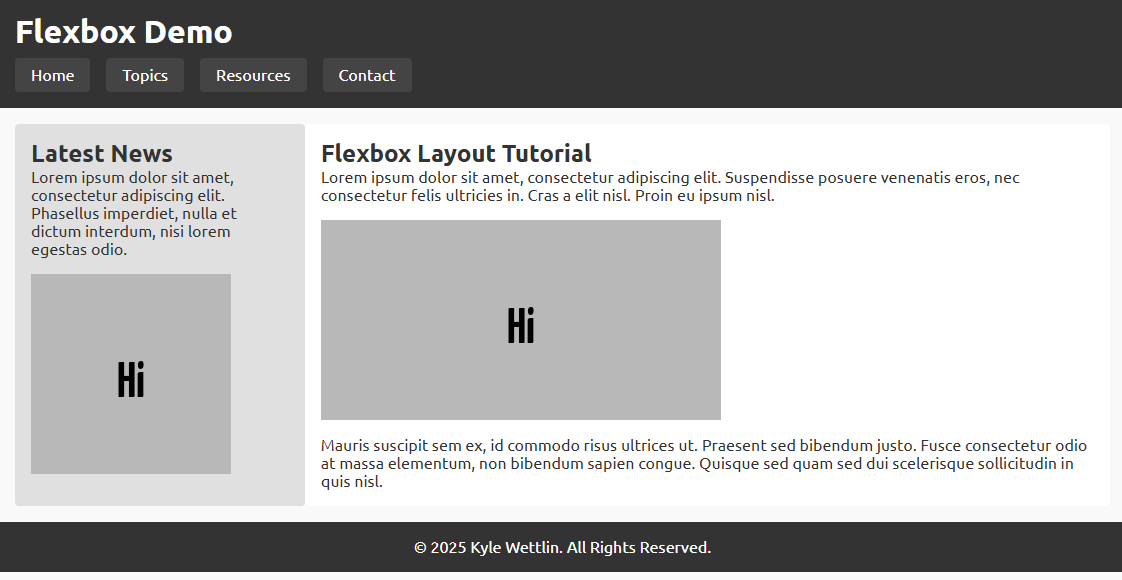 Flexbox Demo
Home Topics Resources Contact
Latest News
Lorem ipsum dolor sit amet,
consectetur adipiscing elit.
Phasellus imperdiet, nulla et
dictum interdum, nisi lorem
egestas odio.
Hi
Flexbox Layout Tutorial
Lorem ipsum dolor sit amet, consectetur adipiscing elit. Suspendisse posuere venenatis eros, nec
consectetur felis ultricies in. Cras a elit nisl. Proin eu ipsum nisl.
Hi
Mauris suscipit sem ex, id commodo risus ultrices ut. Praesent sed bibendum justo. Fusce consectetur odio
at massa elementum, non bibendum sapien congue. Quisque sed quam sed dui scelerisque sollicitudin in
quis nisl.
© 2025 Kyle Wettlin. All Rights Reserved.